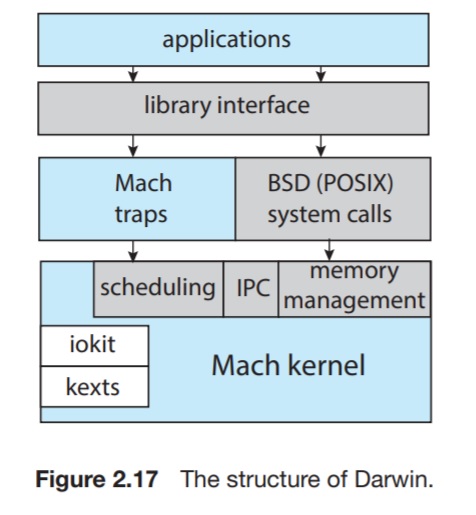 applications
library interface
Mach
traps
BSD (POSIX)
system calls
scheduling
IPC
memory
management
iokit
kexts
Mach kernel
Figure 2.17 The structure of Darwin.